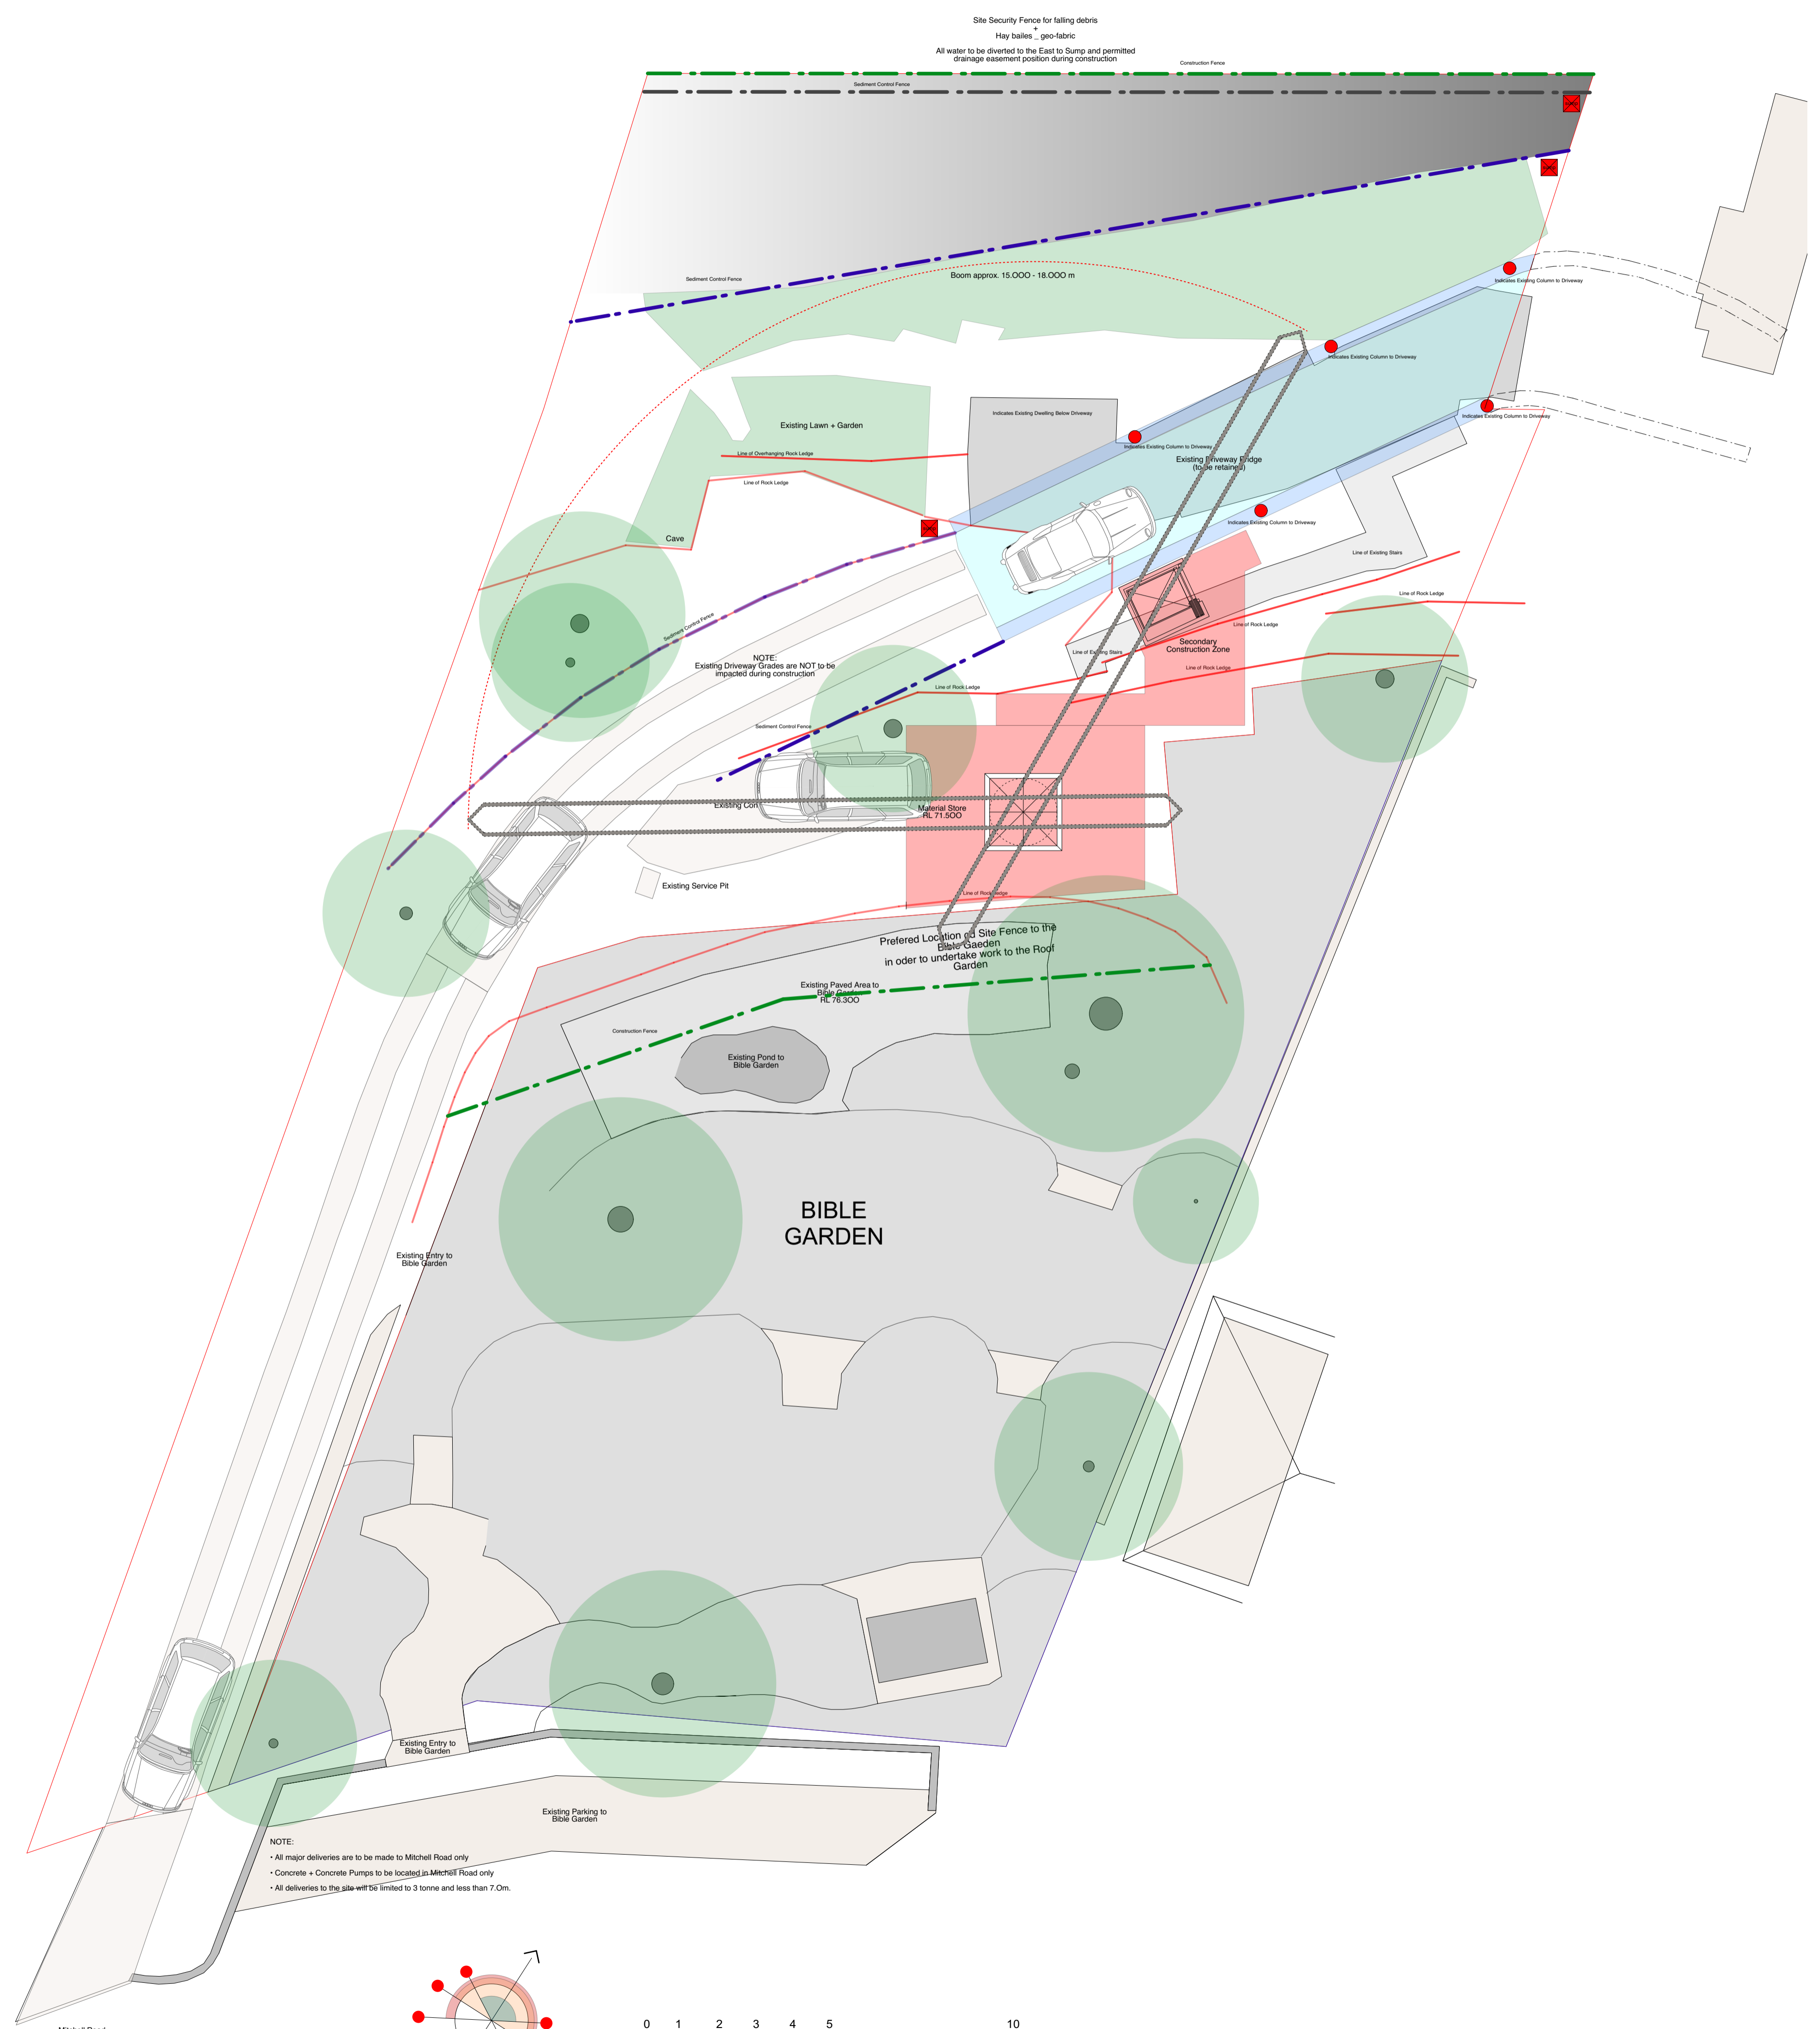 Site Security Fence for falling debris
+
Hay bailes _ geo-fabric
All water to be diverted to the East to Sump and permitted
drainage easement position during construction
Construction Fence
Sediment Control Fence
Sediment Control Fence
Boom approx. 15.OOO - 18.OOO m
Indicates Existing Column to Driveway
Indicates Existing Column to Driveway
Indicates Existing Dwelling Below Driveway
Indicates Existing Column to Driveway
Existing Lawn + Garden
Indicates Existing Column to Driveway
Line of Overhanging Rock Ledge
Existing Driveway Bridge
(to be retained)
Line of Rock Ledge
Indicates Existing Column to Driveway
Cave
Line of Existing Stairs
Line of Rock Ledge
Sediment Control Fence
Line of Rock Ledge
Secondary
Construction Zone
Line of Existing Stairs
NOTE:
Existing Driveway Grades are NOT to be
impacted during construction
Line of Rock Ledge
Line of Rock Ledge
Sediment Control Fence
Existing Con
Material Store
RL 71.5OO
Existing Service Pit
Line of Rock Ledge
Prefered Location od Site Fence to the
Bible Gaeden
in oder to undertake work to the Roof
Garden
Existing Paved Area to
Bible Garden
RL 76.3OO
Construction Fence
Existing Pond to
Bible Garden
BIBLE
GARDEN
Existing Entry to
Bible Garden
Existing Entry to
Bible Garden
Existing Parking to
Bible Garden
NOTE:
• All major deliveries are to be made to Mitchell Road only
• Concrete + Concrete Pumps to be located in Mitchell Road only
• All deliveries to the site will be limited to 3 tonne and less than 7.Om.
0 1 2 3 4 5 10
Mitchell Road